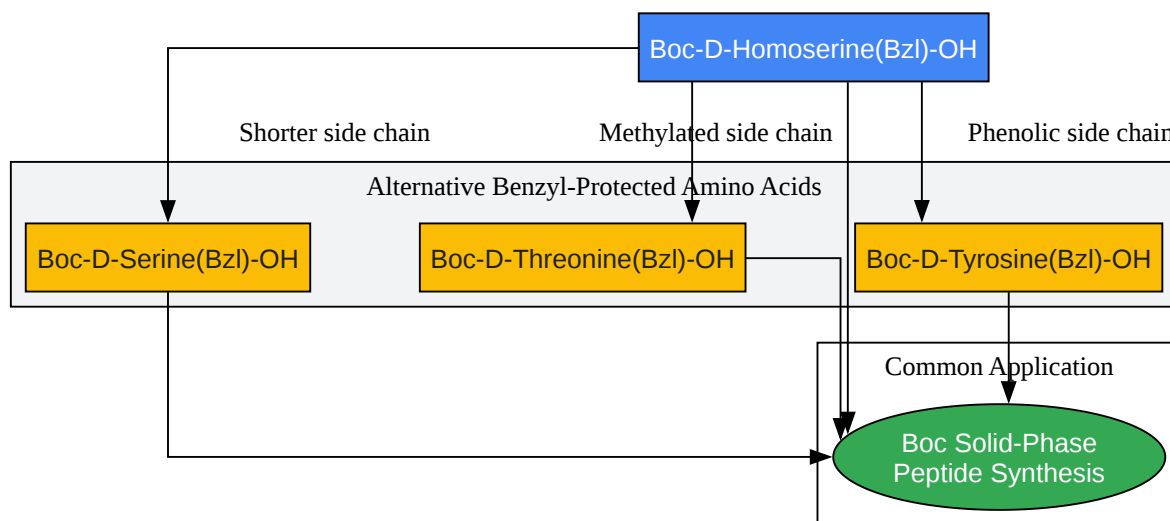 Boc-D-Homoserine(Bzl)-OH
Shorter side chain
Methylated side chain
Phenolic side chain
Alternative Benzyl-Protected Amino Acids
Boc-D-Serine(Bzl)-OH
Boc-D-Threonine(Bzl)-OH
Boc-D-Tyrosine(Bzl)-OH
Common Application
Boc Solid-Phase
Peptide Synthesis